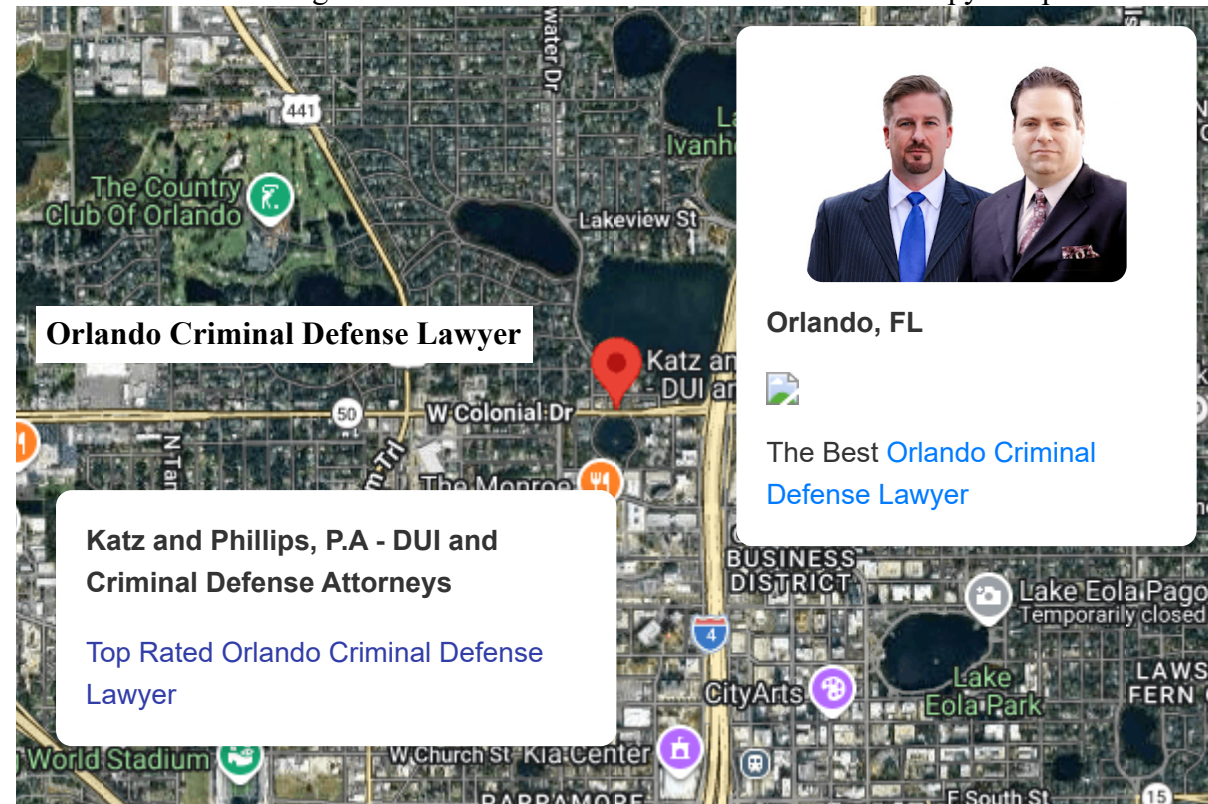 water Dr
441
The Country
Club Of Orlando
Lakeview St
Orlando Criminal Defense Lawyer
Katz an
- DUI ar
50
W Colonial Dr
The Monroe
Orlando, FL
The Best Orlando Criminal
Defense Lawyer
Katz and Phillips, P.A - DUI and
Criminal Defense Attorneys
Top Rated Orlando Criminal Defense
Lawyer
BUSINESS
DISTRICT
Lake Eola Pago
Temporarily closed
4
CityArts
Lake
Eola Park
LAWS
FERN
World Stadium
W Church St
Kia Center
PARRAMORE
E South St
15